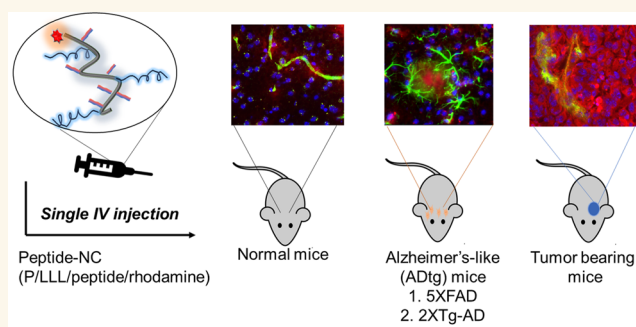 Single IV injection
Peptide-NC
(P/LLL/peptide/rhodamine)
Normal mice
Alzheimer's-like
(ADtg) mice
1. 5XFAD
2. 2XTg-AD
Tumor bearing
mice